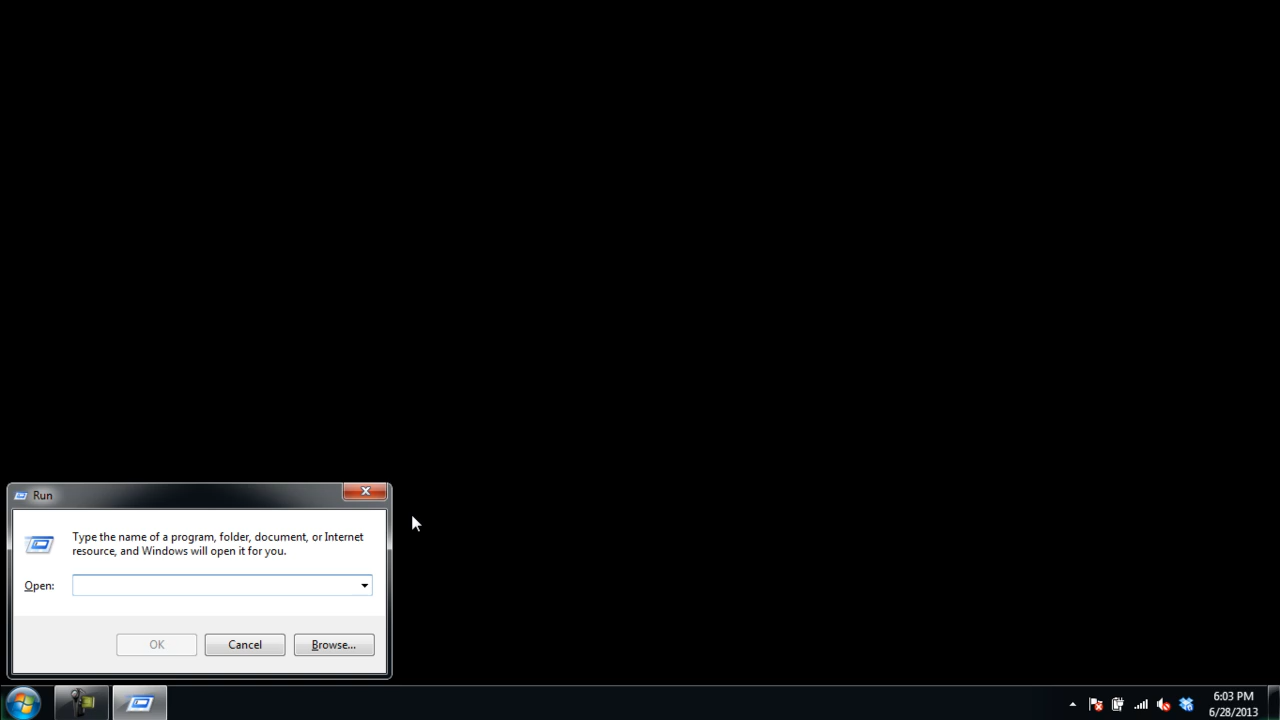 Run
Type the name of a program, folder, document, or Internet
resource, and Windows will open it for you.
Open:
OK
Cancel
Browse...
6:03 PM
6/28/2013